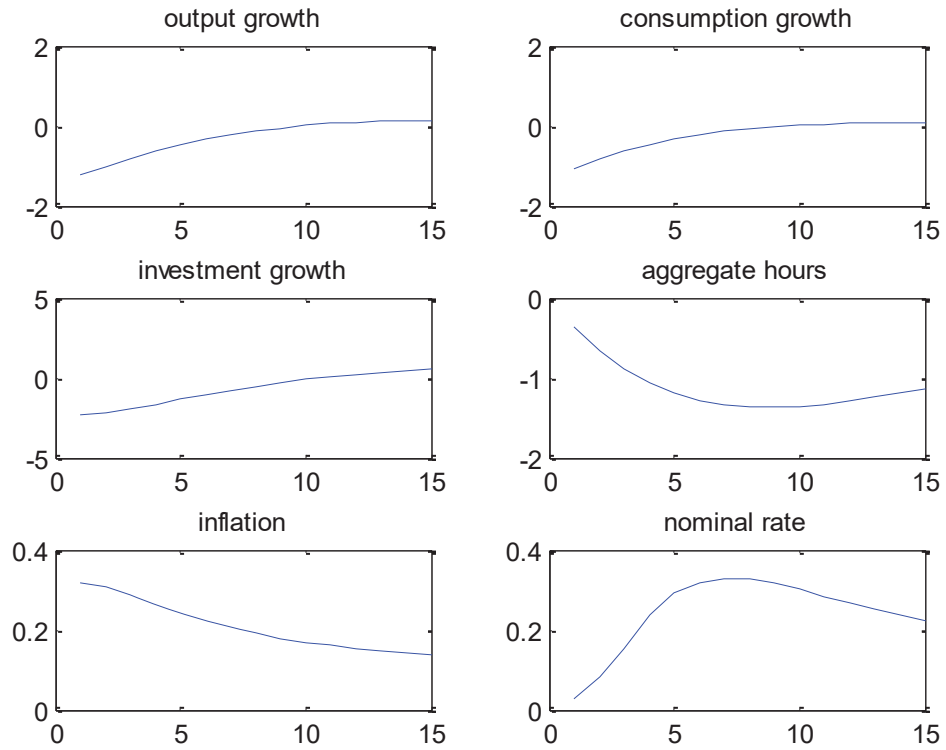 output growth
2
0
-2
0 5 10 15
consumption growth
2
0
-2
0 5 10 15
investment growth
5
0
-5
0 5 10 15
aggregate hours
0
-1
-2
0 5 10 15
inflation
0.4
0.2
0
0 5 10 15
nominal rate
0.4
0.2
0
0 5 10 15